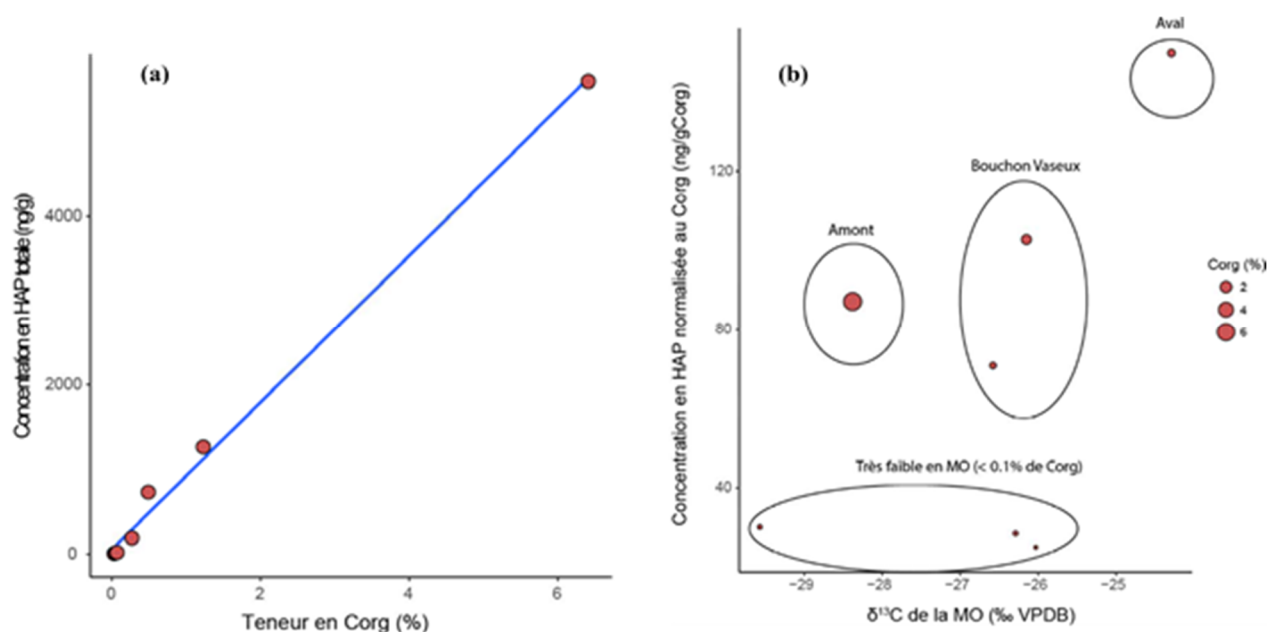 (a)
Concentration en HAP totale (ng/g)
4000
2000
0
0 2 4 6
Teneur en Corg (%)
(b)
Concentration en HAP normalisée au Corg (ng/gCorg)
120
80
40
Aval
Bouchon Vaseux
Amont
Très faible en MO (< 0.1% de Corg)
−29 −28 −27 −26 −25
δ¹³C de la MO (‰ VPDB)
Corg (%)
2
4
6